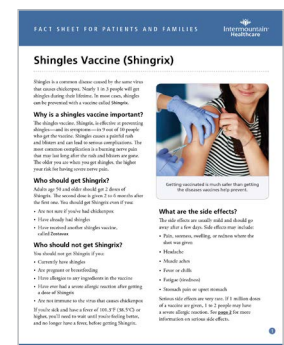 FACT SHEET FOR PATIENTS AND FAMILIES
Intermountain
Healthcare
Shingles Vaccine (Shingrix)
Shingles is a common disease caused by the same virus
that causes chickenpox. Nearly 1 in 3 people will get
shingles during their lifetime. In most cases, shingles
can be prevented with a vaccine called Shingrix.
Why is a shingles vaccine important?
The shingles vaccine, Shingrix, is effective at preventing
shingles—and its symptoms—in 9 out of 10 people
who get the vaccine. Shingles causes a painful rash
and blisters and can lead to serious complications. The
most common complication is a burning nerve pain
that may last long after the rash and blisters are gone.
The older you are when you get shingles, the higher
your risk for having severe nerve pain.
Who should get Shingrix?
Adults age 50 and older should get 2 doses of
Shingrix. The second dose is given 2 to 6 months after
the first one. You should get Shingrix even if you:
• Are not sure if you've had chickenpox
• Have already had shingles
• Have received another shingles vaccine,
called Zostavax
Who should not get Shingrix?
You should not get Shingrix if you:
• Currently have shingles
• Are pregnant or breastfeeding
• Have allergies to any ingredients in the vaccine
• Have ever had a severe allergic reaction after getting
a dose of Shingrix
• Are not immune to the virus that causes chickenpox
If you're sick and have a fever of 101.3°F (38.5°C) or
higher, you'll need to wait until you're feeling better,
and no longer have a fever, before getting Shingrix.
Getting vaccinated is much safer than getting
the diseases vaccines help prevent.
What are the side effects?
The side effects are usually mild and should go
away after a few days. Side effects may include:
• Pain, soreness, swelling, or redness where the
shot was given
• Headache
• Muscle aches
• Fever or chills
• Fatigue (tiredness)
• Stomach pain or upset stomach
Serious side effects are very rare. If 1 million doses
of a vaccine are given, 1 to 2 people may have
a severe allergic reaction. See page 2 for more
information on serious side effects.
1